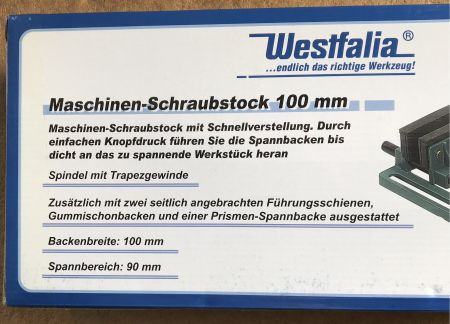 Westfalia®
...endlich das richtige Werkzeug!
Maschinen-Schraubstock 100 mm
Maschinen-Schraubstock mit Schnellverstellung. Durch
einfachen Knopfdruck führen Sie die Spannbacken bis
dicht an das zu spannende Werkstück heran
Spindel mit Trapezgewinde
Zusätzlich mit zwei seitlich angebrachten Führungsschienen,
Gummischonbacken und einer Prismen-Spannbacke ausgestattet
Backenbreite: 100 mm
Spannbereich: 90 mm